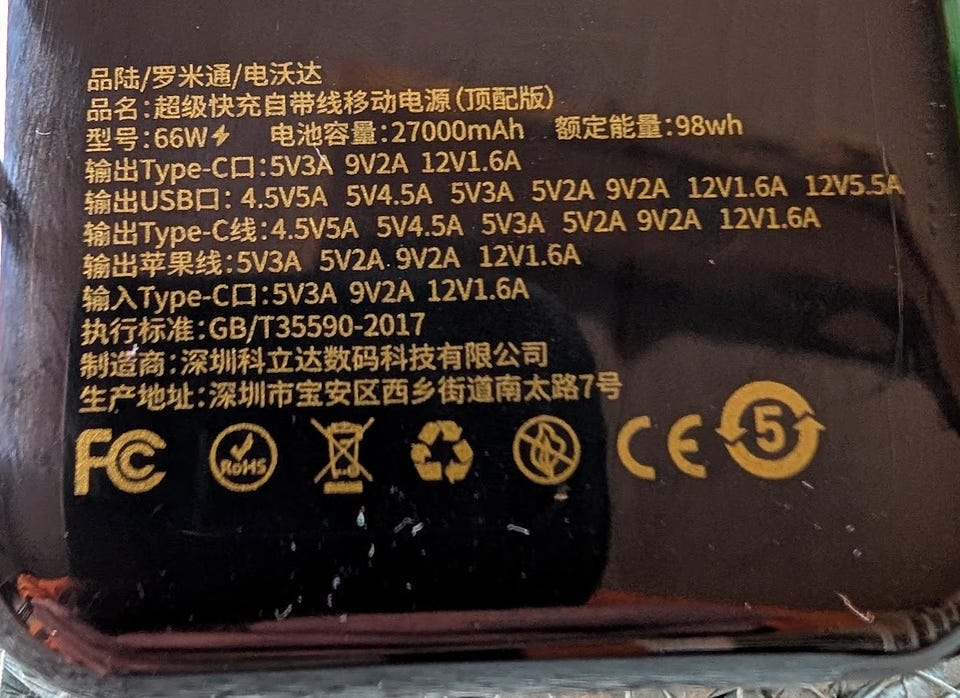 品陆/罗米通/电沃达
品名:超级快充自带线移动电源(顶配版)
型号:66W⚡ 电池容量:27000mAh 额定能量:98wh
输出Type-C口:5V3A 9V2A 12V1.6A
输出USB口: 4.5V5A 5V4.5A 5V3A 5V2A 9V2A 12V1.6A 12V5.5A
输出Type-C线:4.5V5A 5V4.5A 5V3A 5V2A 9V2A 12V1.6A
输出苹果线:5V3A 5V2A 9V2A 12V1.6A
输入Type-C口:5V3A 9V2A 12V1.6A
执行标准:GB/T35590-2017
制造商:深圳科立达数码科技有限公司
生产地址:深圳市宝安区西乡街道南太路7号
FC RoHS CE 5